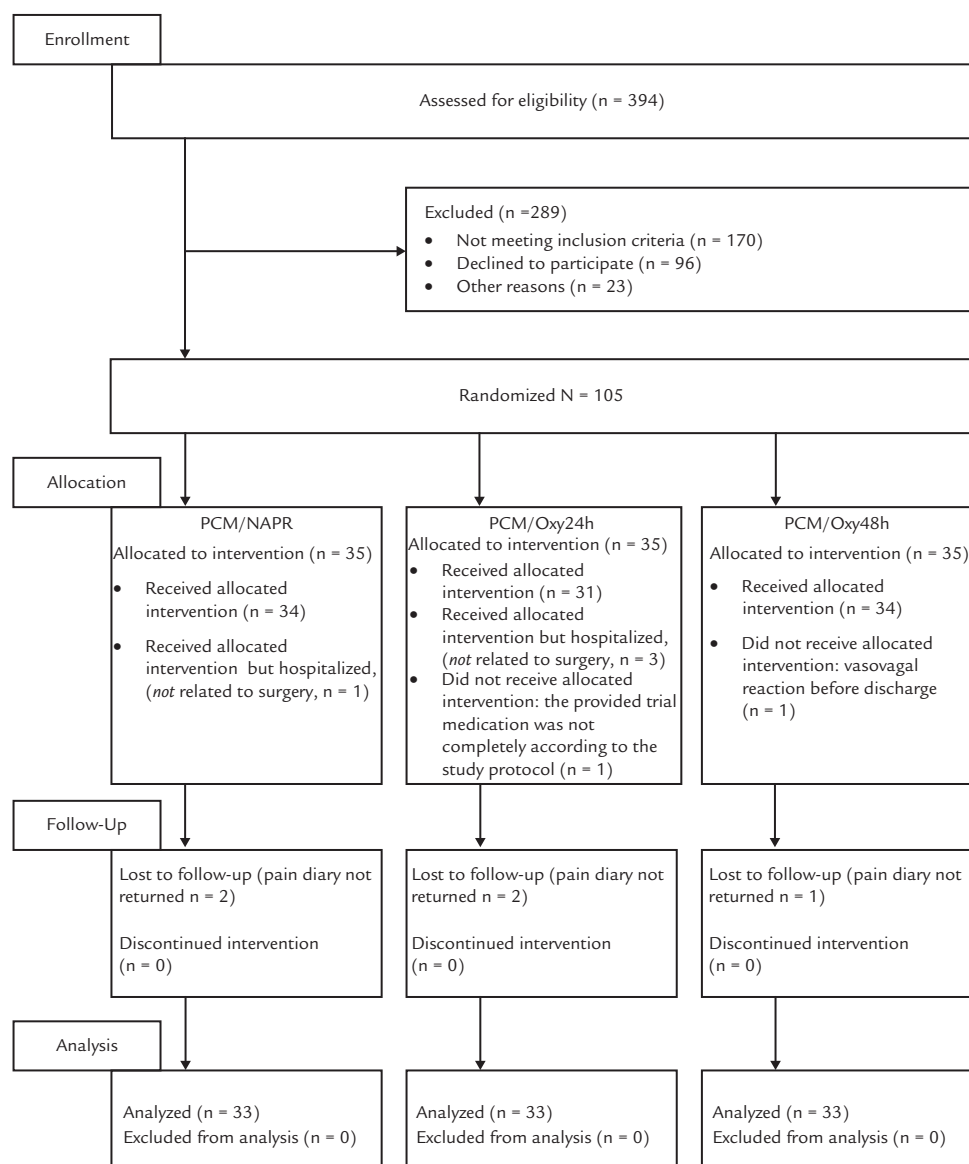 Enrollment
Assessed for eligibility (n = 394)
Excluded (n =289)
• Not meeting inclusion criteria (n = 170)
• Declined to participate (n = 96)
• Other reasons (n = 23)
Randomized N = 105
Allocation
PCM/NAPR
Allocated to intervention (n = 35)
• Received allocated
intervention (n = 34)
• Received allocated
intervention but hospitalized,
(not related to surgery, n = 1)
PCM/Oxy24h
Allocated to intervention (n = 35)
• Received allocated
intervention (n = 31)
• Received allocated
intervention but hospitalized,
(not related to surgery, n = 3)
• Did not receive allocated
intervention: the provided trial
medication was not
completely according to the
study protocol (n = 1)
PCM/Oxy48h
Allocated to intervention (n = 35)
• Received allocated
intervention (n = 34)
• Did not receive allocated
intervention: vasovagal
reaction before discharge
(n = 1)
Follow-Up
Lost to follow-up (pain diary not
returned n = 2)
Discontinued intervention
(n = 0)
Lost to follow-up (pain diary not
returned n = 2)
Discontinued intervention
(n = 0)
Lost to follow-up (pain diary not
returned n = 1)
Discontinued intervention
(n = 0)
Analysis
Analyzed (n = 33)
Excluded from analysis (n = 0)
Analyzed (n = 33)
Excluded from analysis (n = 0)
Analyzed (n = 33)
Excluded from analysis (n = 0)